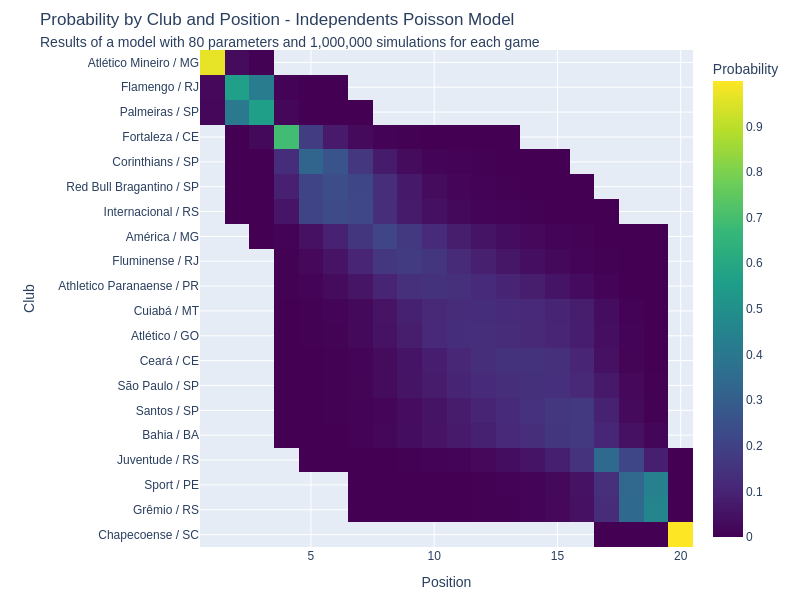 Probability by Club and Position - Independents Poisson Model
Results of a model with 80 parameters and 1,000,000 simulations for each game
Probability
Club
Atlético Mineiro / MG
Flamengo / RJ
Palmeiras / SP
Fortaleza / CE
Corinthians / SP
Red Bull Bragantino / SP
Internacional / RS
América / MG
Fluminense / RJ
Athletico Paranaense / PR
Cuiabá / MT
Atlético / GO
Ceará / CE
São Paulo / SP
Santos / SP
Bahia / BA
Juventude / RS
Sport / PE
Grêmio / RS
Chapecoense / SC
0.9
0.8
0.7
0.6
0.5
0.4
0.3
0.2
0.1
0
5 10 15 20
Position